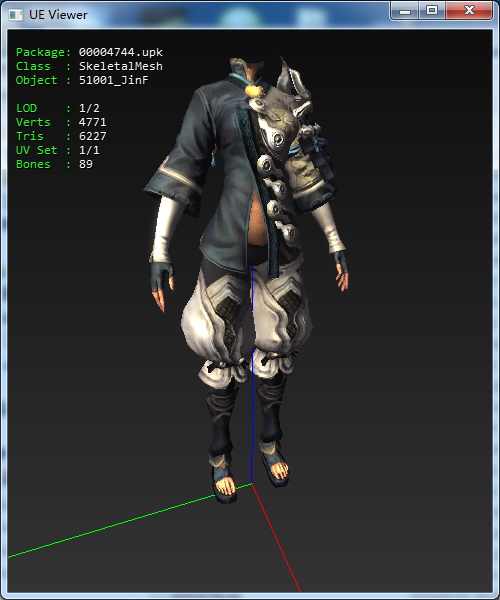 UE Viewer
Package: 00004744.upk
Class : SkeletalMesh
Object : 51001_JinF
LOD : 1/2
Verts : 4771
Tris : 6227
UV Set : 1/1
Bones : 89